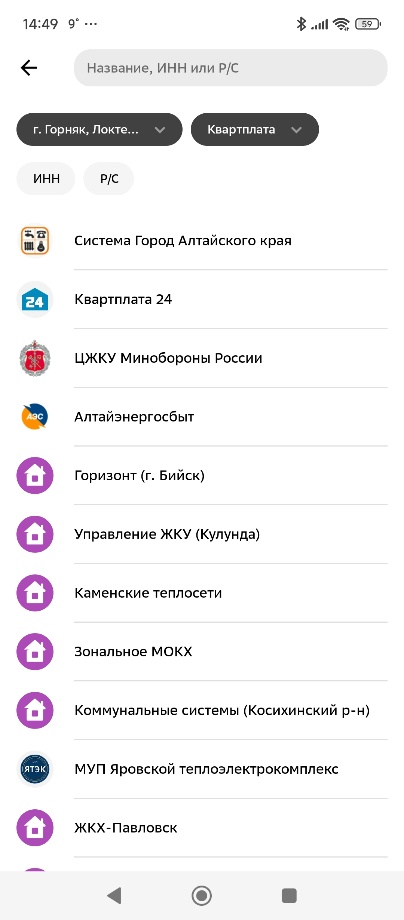 14:49 9° ...
59
Название, ИНН или Р/С
г. Горняк, Локте...
Квартплата
ИНН
Р/С
Система Город Алтайского края
24
Квартплата 24
ЦЖКУ Минобороны России
АЭС
Алтайэнергосбыт
Горизонт (г. Бийск)
Управление ЖКУ (Кулунда)
Каменские теплосети
Зональное МОКХ
Коммунальные системы (Косихинский р-н)
ЯТЭК
МУП Яровской теплоэлектрокомплекс
ЖКХ-Павловск